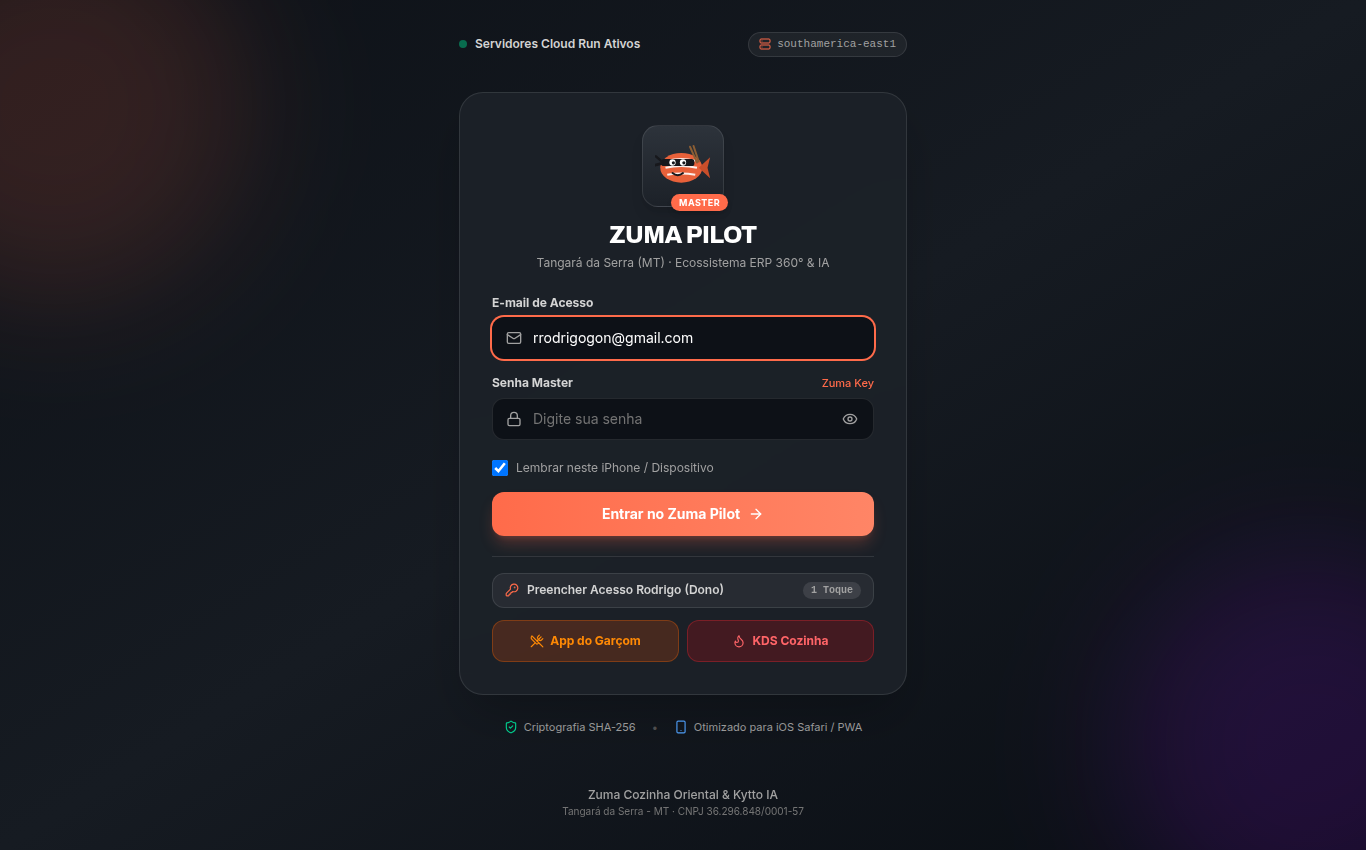 Servidores Cloud Run Ativos
southamerica-east1
MASTER
ZUMA PILOT
Tangará da Serra (MT) · Ecossistema ERP 360° & IA
E-mail de Acesso
rrodrigogon@gmail.com
Senha Master
Zuma Key
Digite sua senha
Lembrar neste iPhone / Dispositivo
Entrar no Zuma Pilot
Preencher Acesso Rodrigo (Dono)
1 Toque
App do Garçom
KDS Cozinha
Criptografia SHA-256
Otimizado para iOS Safari / PWA
Zuma Cozinha Oriental & Kytto IA
Tangará da Serra - MT · CNPJ 36.296.848/0001-57